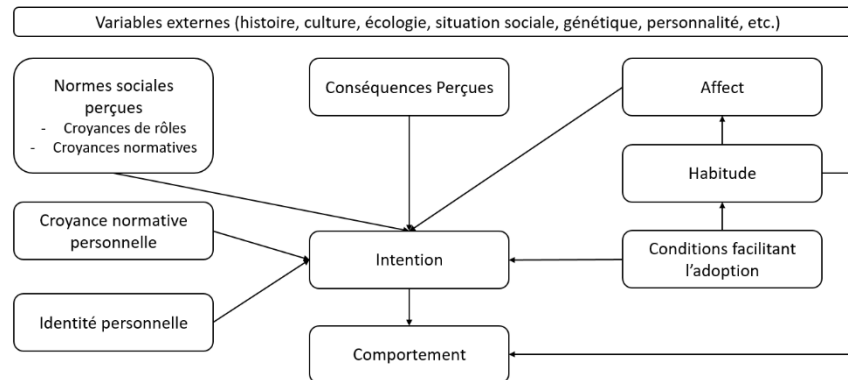 Variables externes (histoire, culture, écologie, situation sociale, génétique, personnalité, etc.)
Normes sociales
perçues
- Croyances de rôles
- Croyances normatives
Conséquences Perçues
Affect
Habitude
Croyance normative
personnelle
Intention
Conditions facilitant
l'adoption
Identité personnelle
Comportement